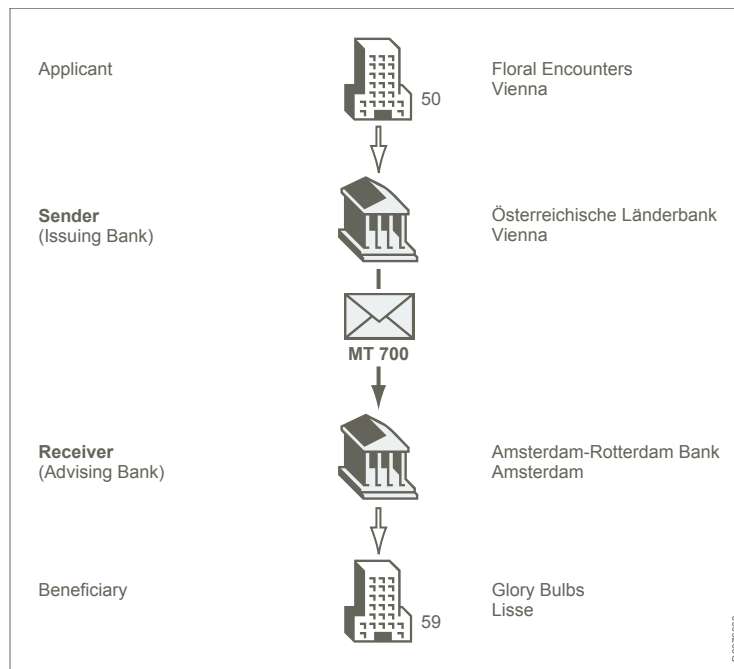 Applicant
50
Floral Encounters
Vienna
Sender
(Issuing Bank)
Österreichische Länderbank
Vienna
MT 700
Receiver
(Advising Bank)
Amsterdam-Rotterdam Bank
Amsterdam
Beneficiary
59
Glory Bulbs
Lisse